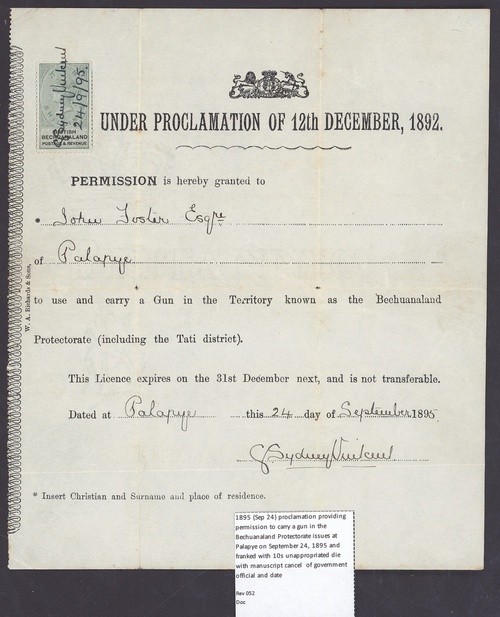 G Sydney
24/9/95.
BRITISH
BECHUANALAND
POSTAGE & REVENUE
UNDER PROCLAMATION OF 12th DECEMBER, 1892.
PERMISSION is hereby granted to
* John Foster Esqre
of Palapye
to use and carry a Gun in the Territory known as the Bechuanaland
Protectorate (including the Tati district).
This Licence expires on the 31st December next, and is not transferable.
Dated at Palapye this 24 day of September 1895.
G Sydney
* Insert Christian and Surname and place of residence.
W. A. Richards & Sons,
1895 (Sep 24) proclamation providing
permission to carry a gun in the
Bechuanaland Protectorate issues at
Palapye on September 24, 1895 and
franked with 10s unappropriated die
with manuscript cancel of government
official and date
Rev 052
Doc